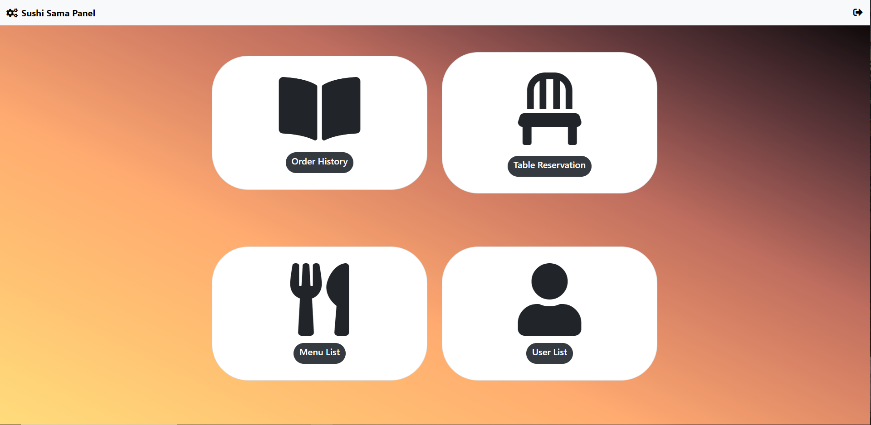 Sushi Sama Panel
Order History
Table Reservation
Menu List
User List